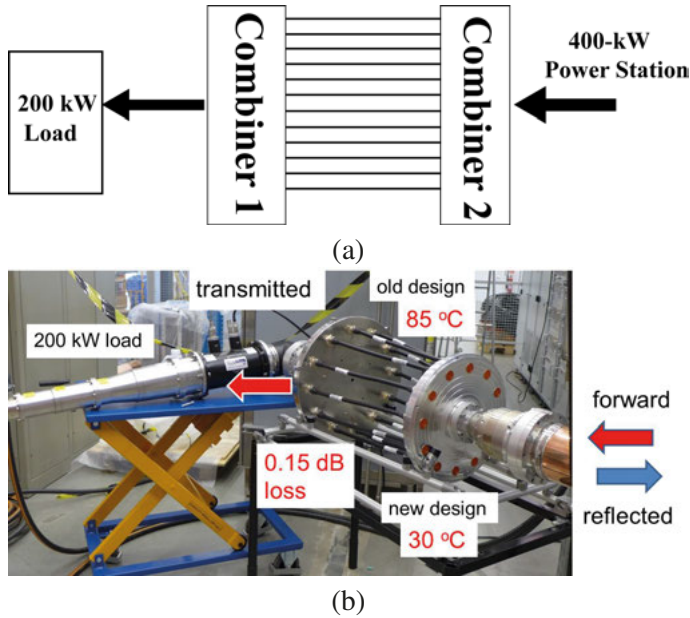 200 kW
Load
Combiner 1
Combiner 2
400-kW
Power Station
(a)
transmitted
old design
85 °C
200 kW load
forward
0.15 dB
loss
new design
30 °C
reflected
(b)